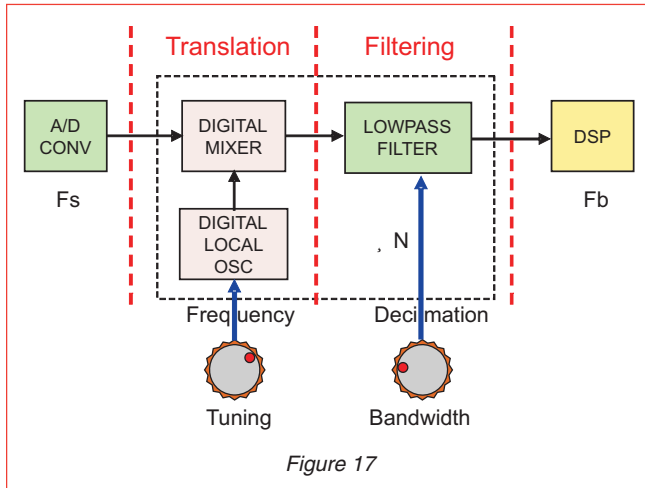 Translation
Filtering
A/D
CONV
DIGITAL
MIXER
LOWPASS
FILTER
DSP
Fs
Fb
DIGITAL
LOCAL
OSC
¸ N
Frequency
Decimation
Tuning
Bandwidth
Figure 17